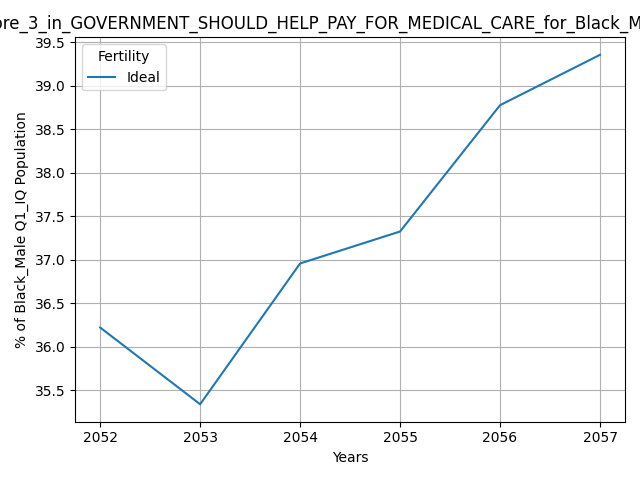 ore_3_in_GOVERNMENT_SHOULD_HELP_PAY_FOR_MEDICAL_CARE_for_Black_M
39.5
Fertility
Ideal
39.0
38.5
38.0
37.5
37.0
36.5
36.0
35.5
% of Black_Male Q1_IQ Population
2052 2053 2054 2055 2056 2057
Years